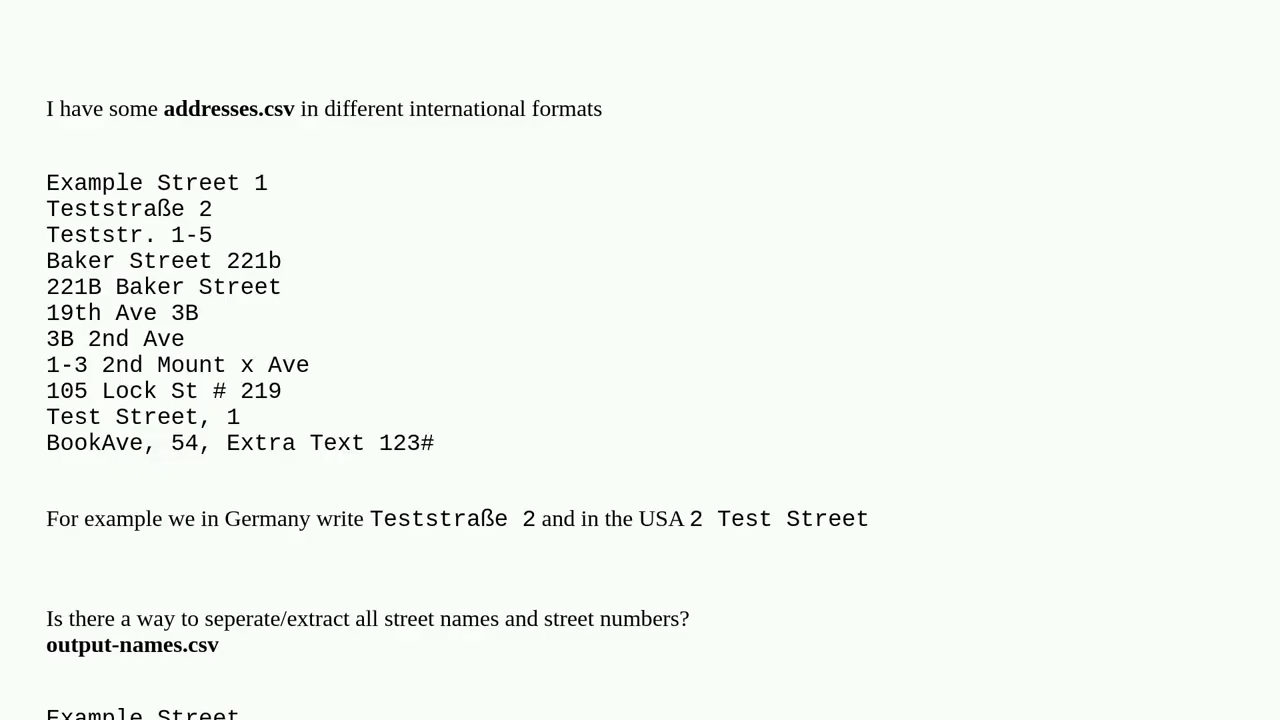 I have some addresses.csv in different international formats
Example Street 1
Teststraße 2
Teststr. 1-5
Baker Street 221b
221B Baker Street
19th Ave 3B
3B 2nd Ave
1-3 2nd Mount x Ave
105 Lock St # 219
Test Street, 1
BookAve, 54, Extra Text 123#
For example we in Germany write Teststraße 2 and in the USA 2 Test Street
Is there a way to seperate/extract all street names and street numbers?
output-names.csv
Example Street